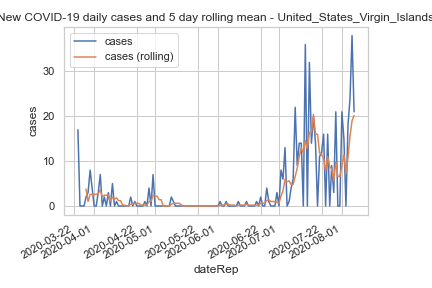 New COVID-19 daily cases and 5 day rolling mean - United_States_Virgin_Islands
cases
cases (rolling)
cases
30
20
10
0
2020-03-22
2020-04-01
2020-04-22
2020-05-01
2020-05-22
2020-06-01
2020-06-22
2020-07-01
2020-07-22
2020-08-01
dateRep